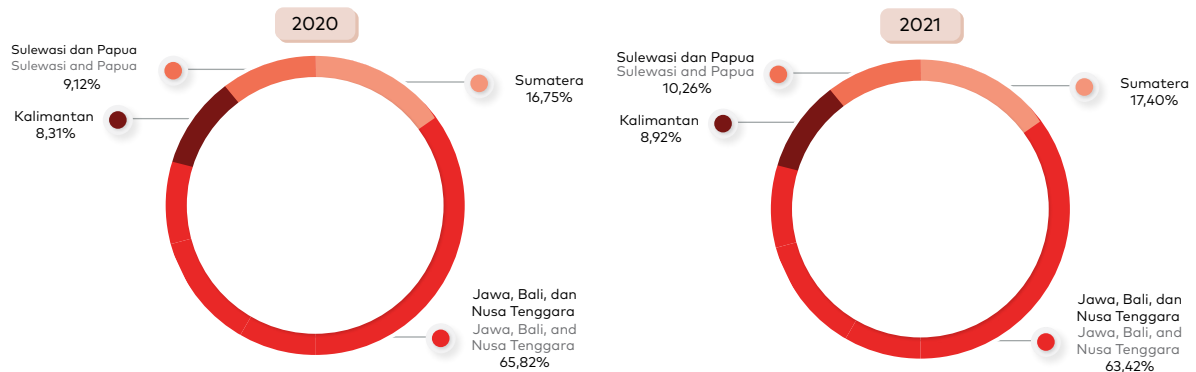 2020
Sulewasi dan Papua
Sulewasi and Papua
9,12%
Kalimantan
8,31%
Sumatera
16,75%
Jawa, Bali, dan
Nusa Tenggara
Jawa, Bali, and
Nusa Tenggara
65,82%
2021
Sulewasi dan Papua
Sulewasi and Papua
10,26%
Kalimantan
8,92%
Sumatera
17,40%
Jawa, Bali, dan
Nusa Tenggara
Jawa, Bali, and
Nusa Tenggara
63,42%